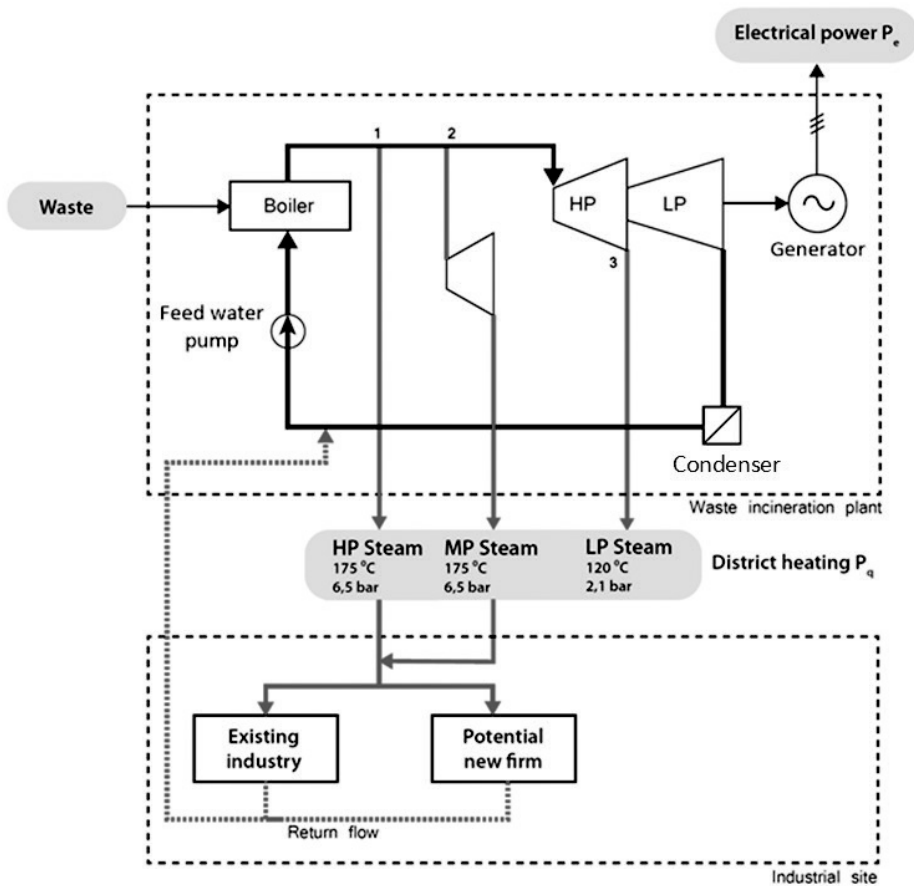 Electrical power Pₑ
1
2
Waste
Boiler
HP
LP
Generator
3
Feed water
pump
Condenser
Waste incineration plant
HP Steam
175 °C
6,5 bar
MP Steam
175 °C
6,5 bar
LP Steam
120 °C
2,1 bar
District heating P_q
Existing
industry
Potential
new firm
Return flow
Industrial site